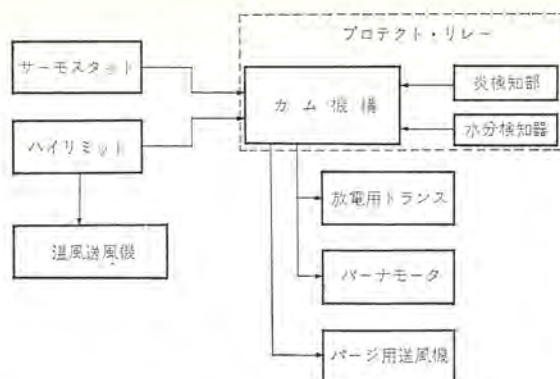 プロテクト・リレー
サーモスタット
カム機構
炎検知部
水分検知器
ハイリミット
放電用トランス
温風送風機
バーナモータ
パージ用送風機